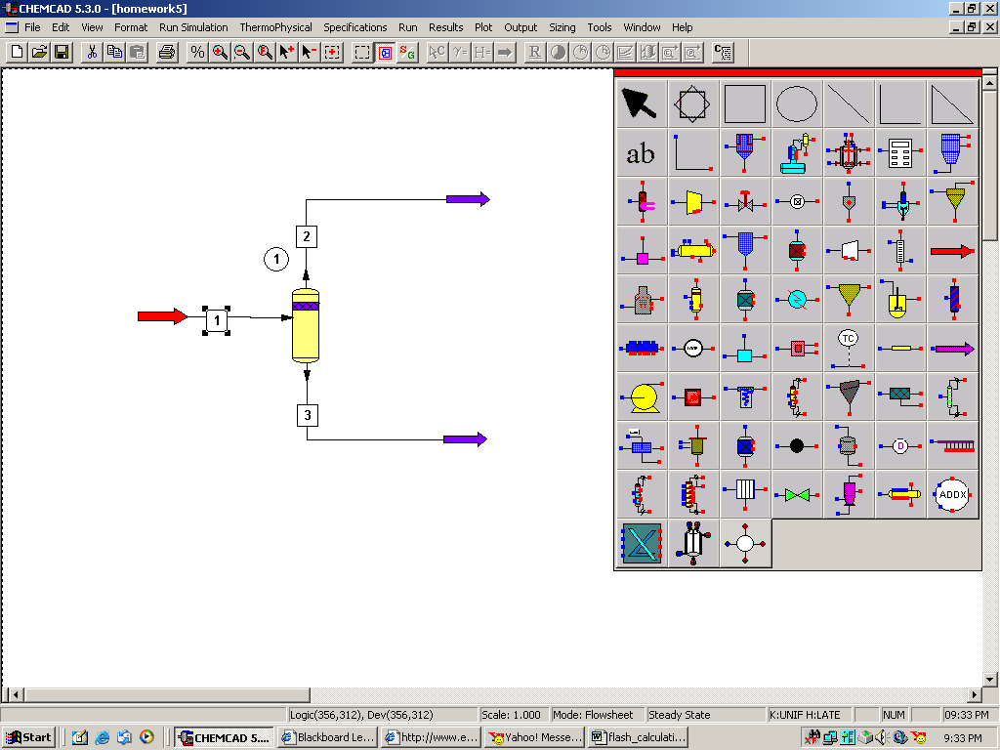 CHEMCAD 5.3.0 - [homework5]
File Edit View Format Run Simulation ThermoPhysical Specifications Run Results Plot Output Sizing Tools Window Help
% S G C γ= H= R C
ab
2
1
1
3
TC
D
ADDX
Logic(356,312), Dev(356,312) Scale: 1.000 Mode: Flowsheet Steady State K:UNIF H:LATE NUM 09:33 PM
Start CHEMCAD 5.... Blackboard Le... http://www.e... Yahoo! Messe... flash_calculati... 9:33 PM